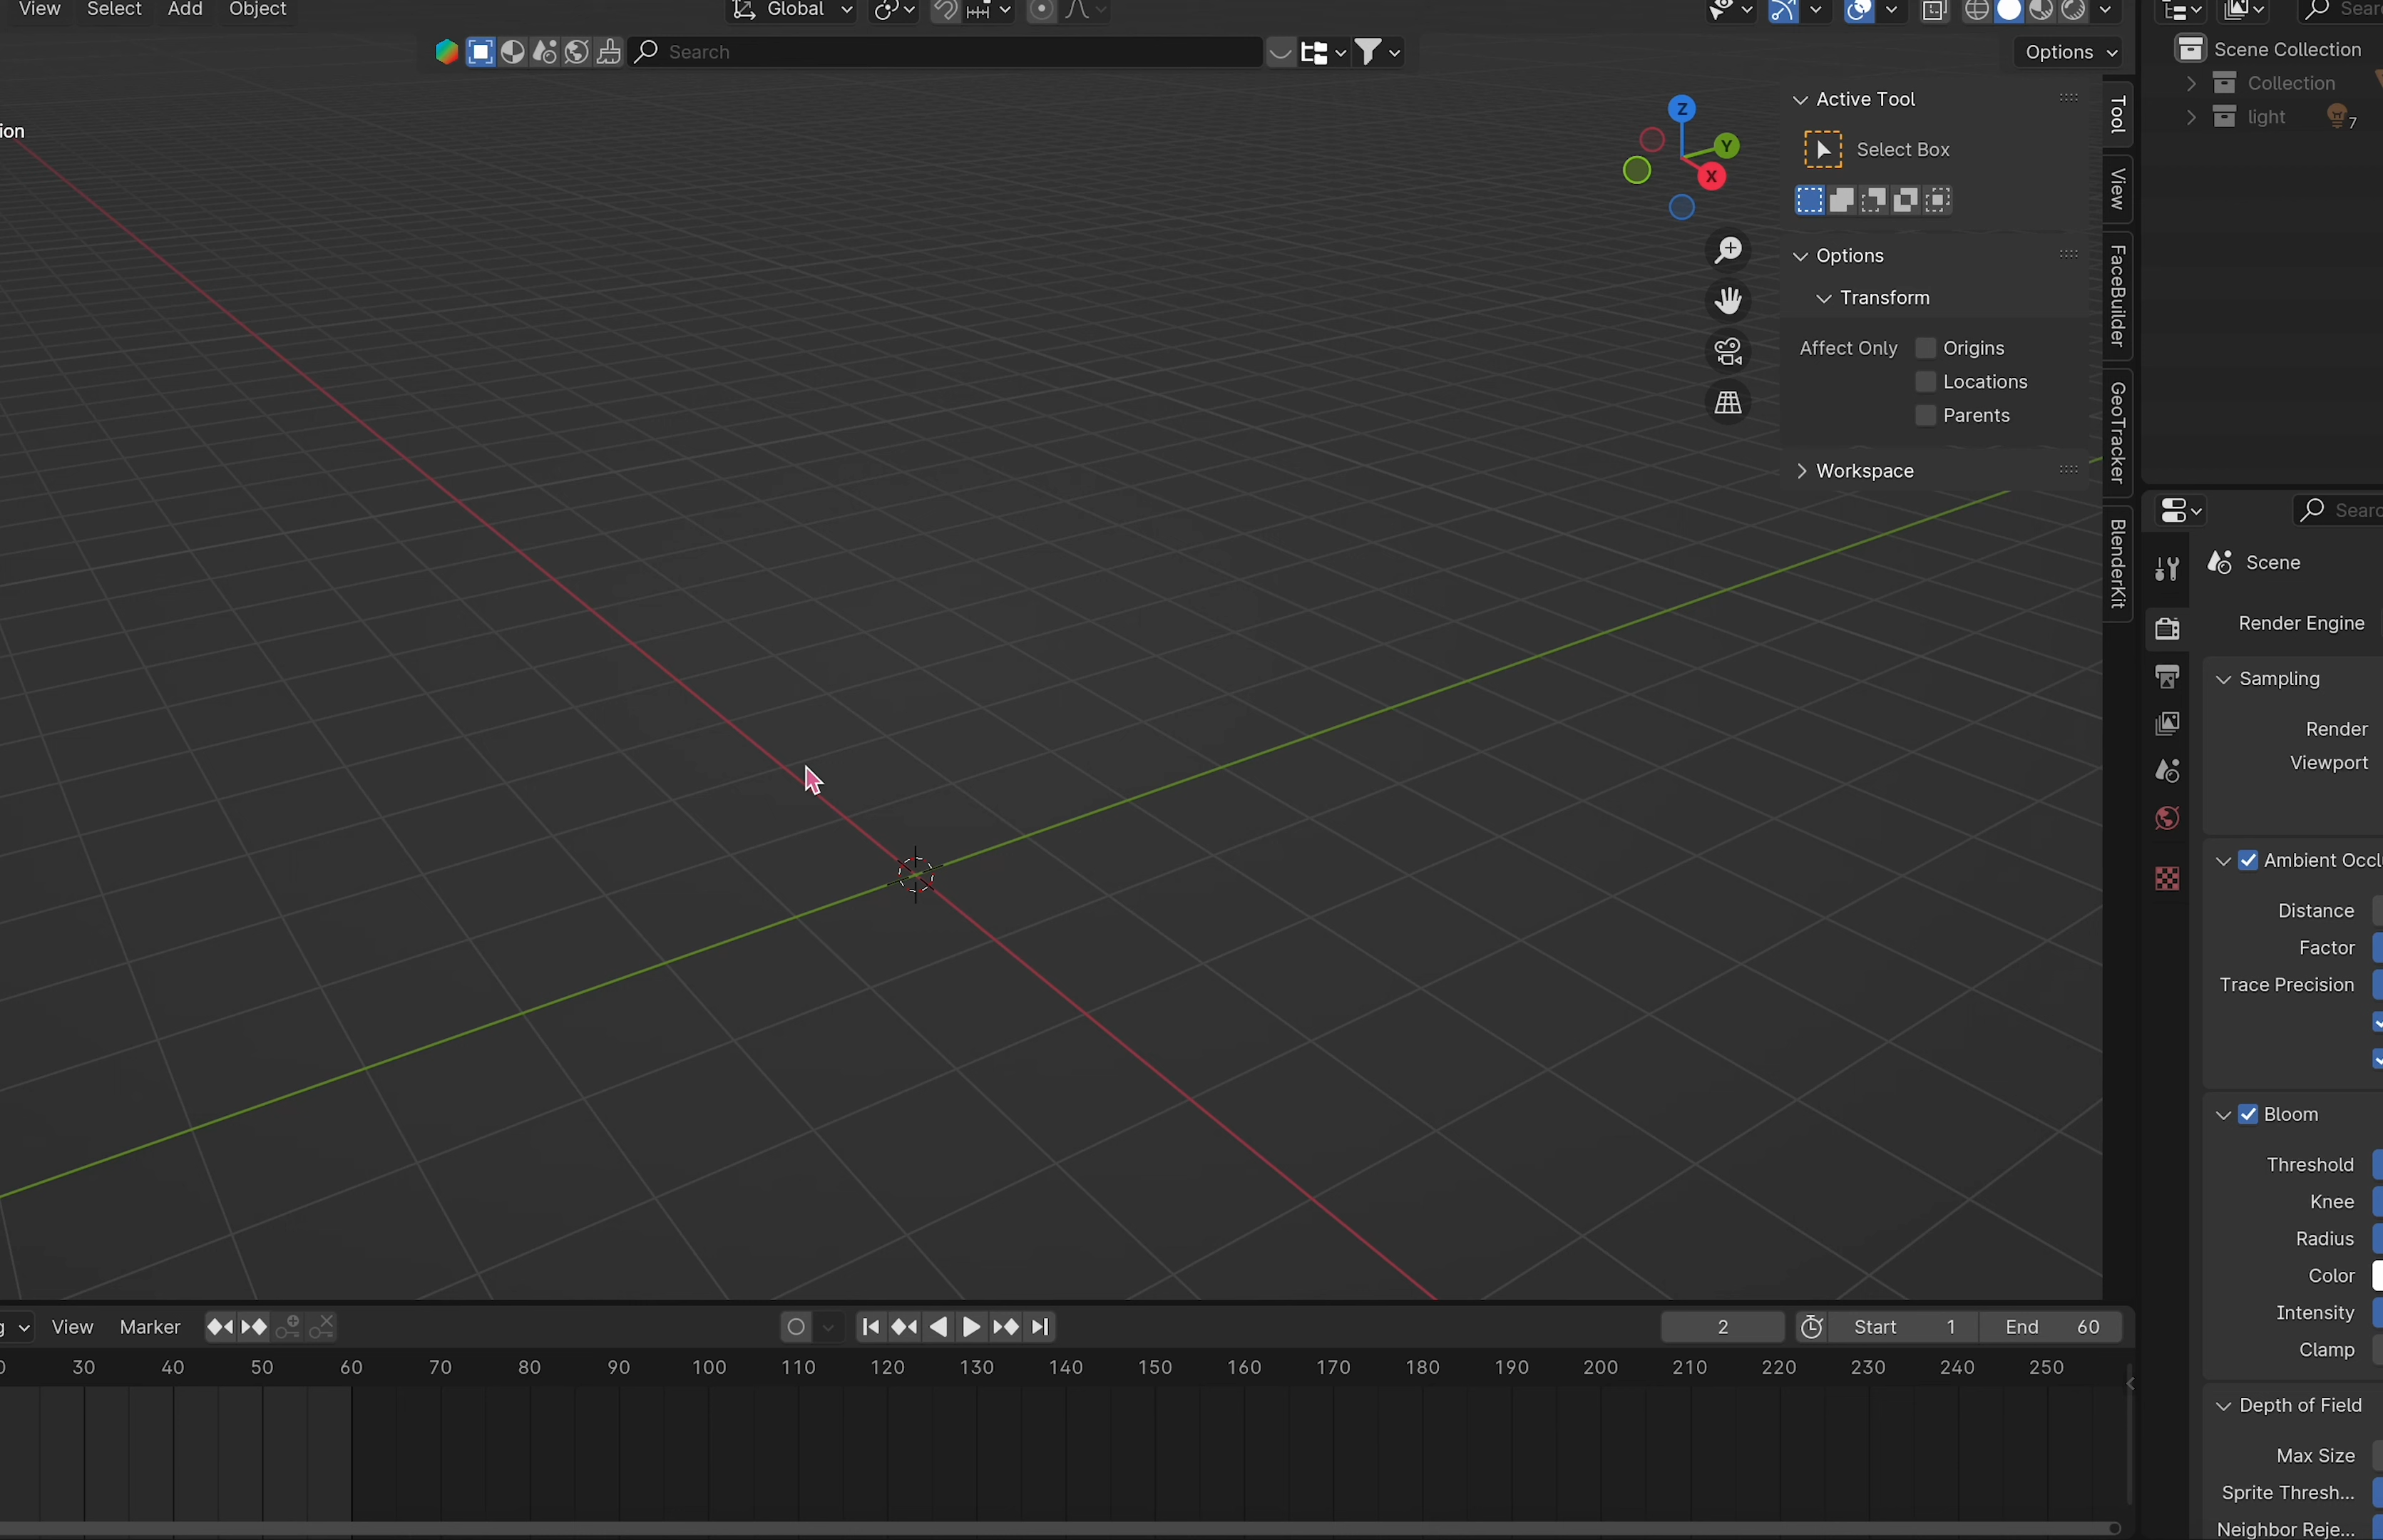 View Select Add Object Global
Search Options
Scene Collection
Collection
light 7
ion
Z
Y
X
Active Tool
Select Box
Options
Transform
Affect Only Origins
Locations
Parents
Workspace
Tool
View
FaceBuilder
GeoTracker
BlenderKit
Scene
Render Engine
Sampling
Render
Viewport
Ambient Occl
Distance
Factor
Trace Precision
Bloom
Threshold
Knee
Radius
Color
Intensity
Clamp
Depth of Field
Max Size
Sprite Thresh...
Neighbor Reje...
View Marker 2 Start 1 End 60
30 40 50 60 70 80 90 100 110 120 130 140 150 160 170 180 190 200 210 220 230 240 250